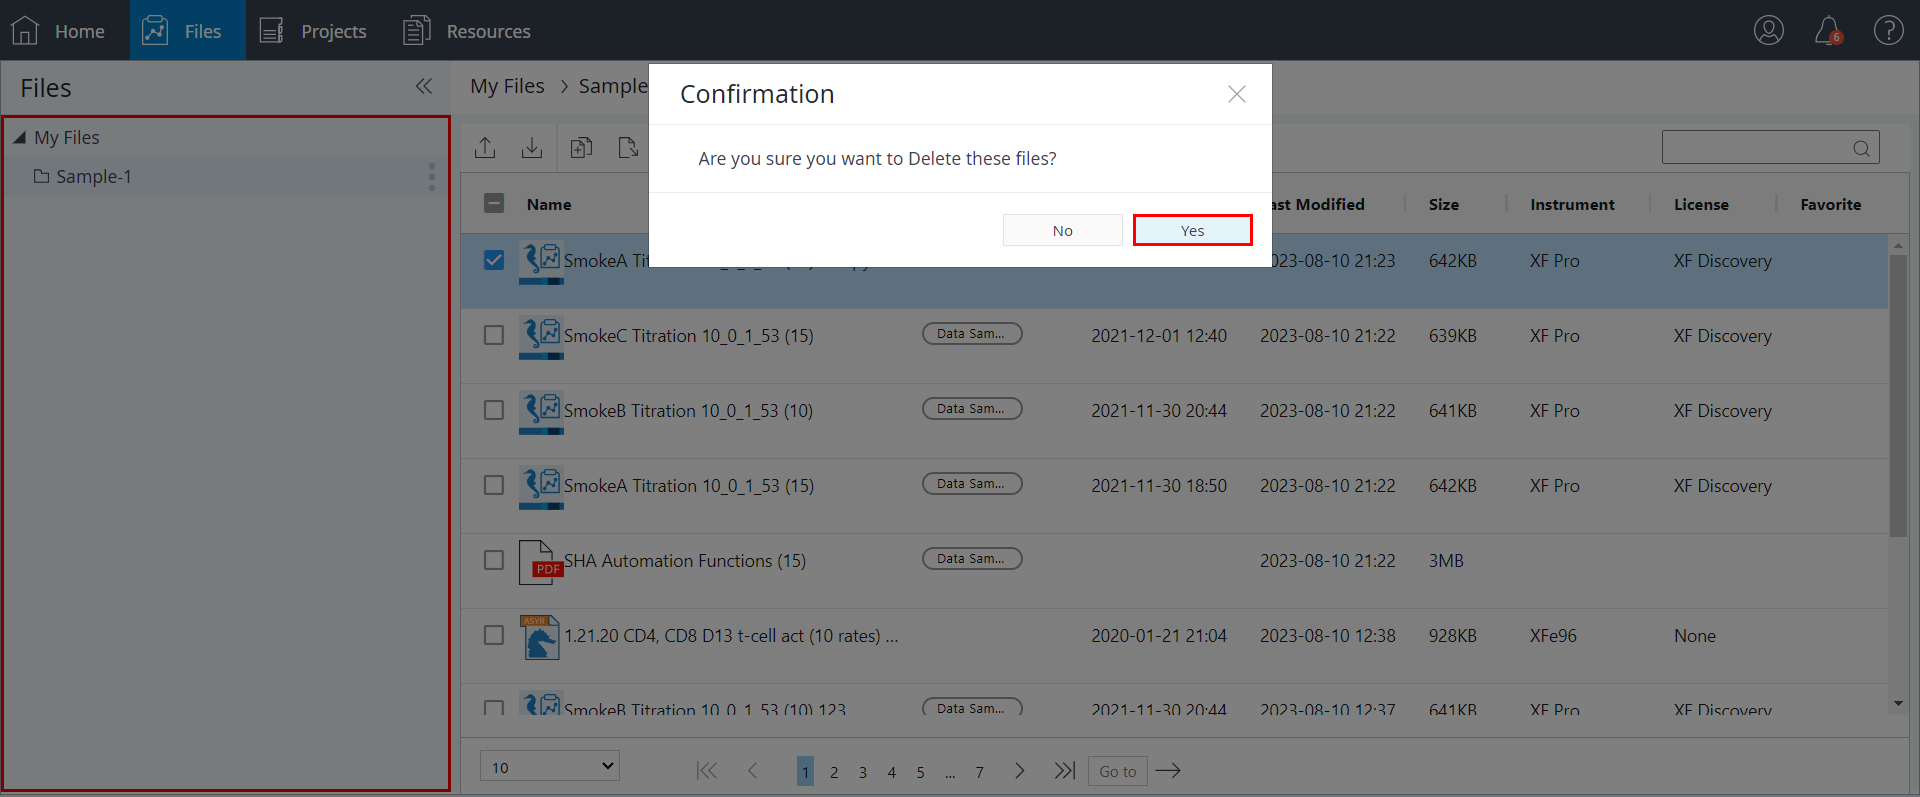 Home
Files
Projects
Resources
6
?
Files
My Files
Sample-1
My Files > Sample
Confirmation
Are you sure you want to Delete these files?
No
Yes
Name
Modified
Size
Instrument
License
Favorite
SmokeA
2023-08-10 21:23
642KB
XF Pro
XF Discovery
SmokeC Titration 10_0_1_53 (15)
Data Sam...
2021-12-01 12:40
2023-08-10 21:22
639KB
XF Pro
XF Discovery
SmokeB Titration 10_0_1_53 (10)
Data Sam...
2021-11-30 20:44
2023-08-10 21:22
641KB
XF Pro
XF Discovery
SmokeA Titration 10_0_1_53 (15)
Data Sam...
2021-11-30 18:50
2023-08-10 21:22
642KB
XF Pro
XF Discovery
PDF
SHA Automation Functions (15)
Data Sam...
2023-08-10 21:22
3MB
ASYR
1.21.20 CD4, CD8 D13 t-cell act (10 rates) ...
2020-01-21 21:04
2023-08-10 12:38
928KB
XFe96
None
SmokeB Titration 10_0_1_53 (10) 123
Data Sam...
2021-11-30 20:44
2023-08-10 12:37
641KB
XF Pro
XF Discovery
10
1 2 3 4 5 ... 7
Go to